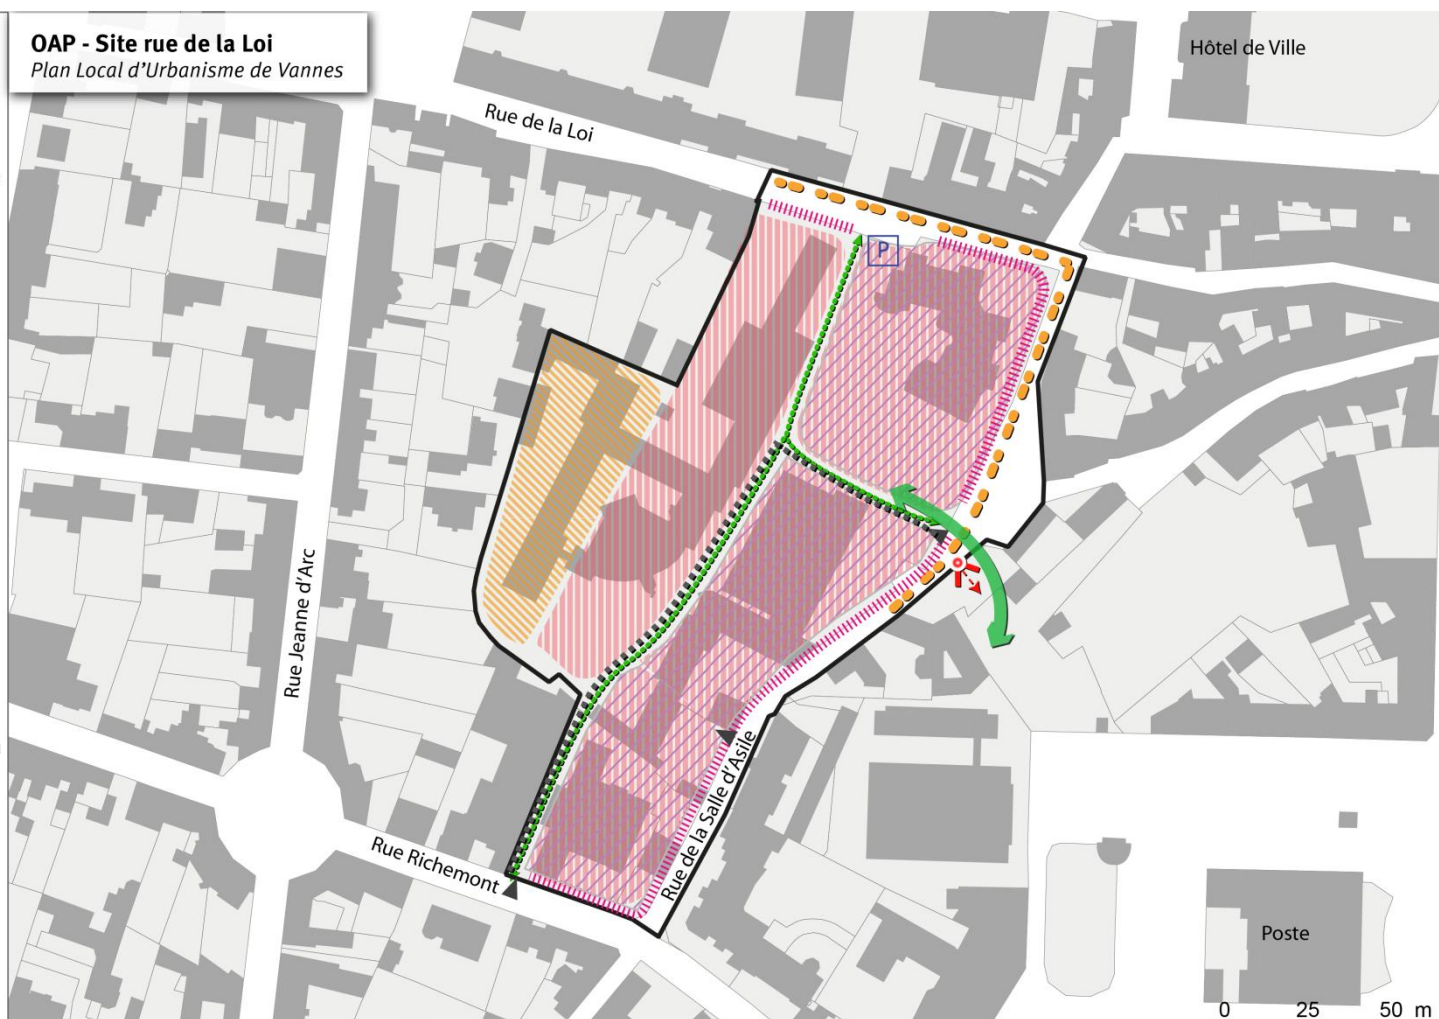 OAP - Site rue de la Loi
Plan Local d'Urbanisme de Vannes
Hôtel de Ville
Rue de la Loi
P
Rue Jeanne d'Arc
Rue de la Salle d'Asile
Rue Richemont
Poste
0 25 50 m